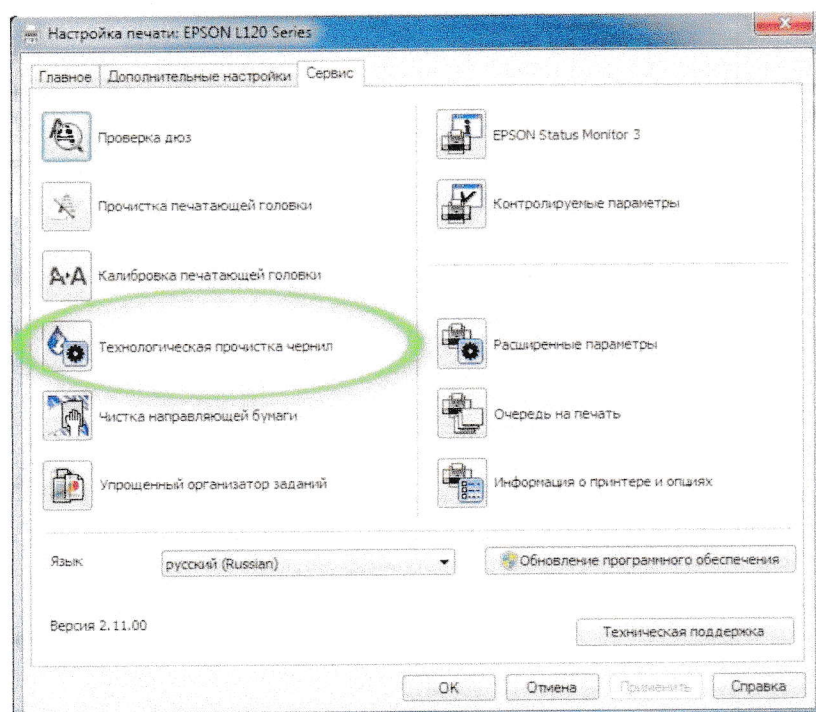 Настройка печати: EPSON L120 Series
Главное Дополнительные настройки Сервис
Проверка дюз
EPSON Status Monitor 3
Прочистка печатающей головки
Контролируемые параметры
A A Калибровка печатающей головки
Технологическая прочистка чернил
Расширенные параметры
Чистка направляющей бумаги
Очередь на печать
Упрощенный организатор заданий
Информация о принтере и опциях
Язык
русский (Russian)
Обновление программного обеспечения
Версия 2.11.00
Техническая поддержка
OK Отмена Применить Справка